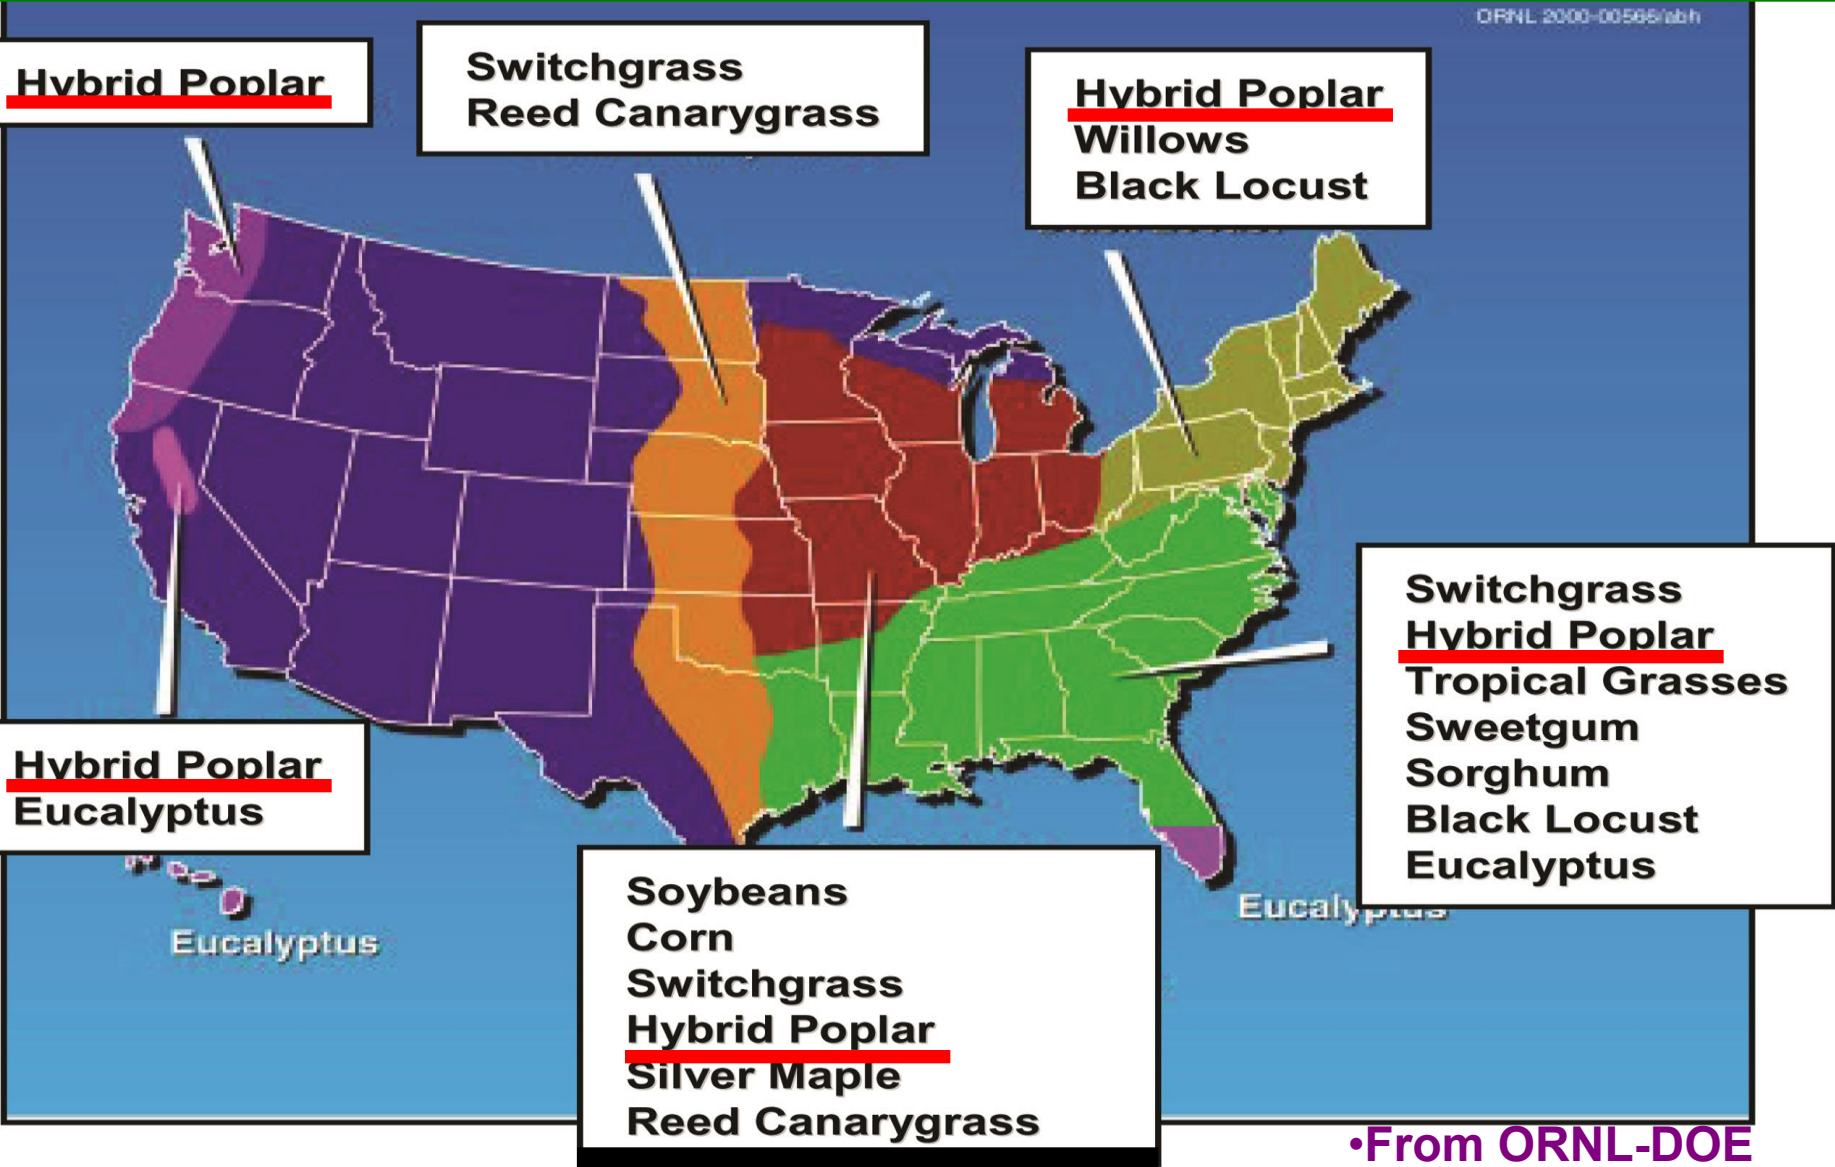 ORNL 2000-00566/abh
Hybrid Poplar
Switchgrass
Reed Canarygrass
Hybrid Poplar
Willows
Black Locust
Switchgrass
Hybrid Poplar
Tropical Grasses
Sweetgum
Sorghum
Black Locust
Eucalyptus
Hybrid Poplar
Eucalyptus
Eucalyptus
Eucalyptus
Soybeans
Corn
Switchgrass
Hybrid Poplar
Silver Maple
Reed Canarygrass
•From ORNL-DOE